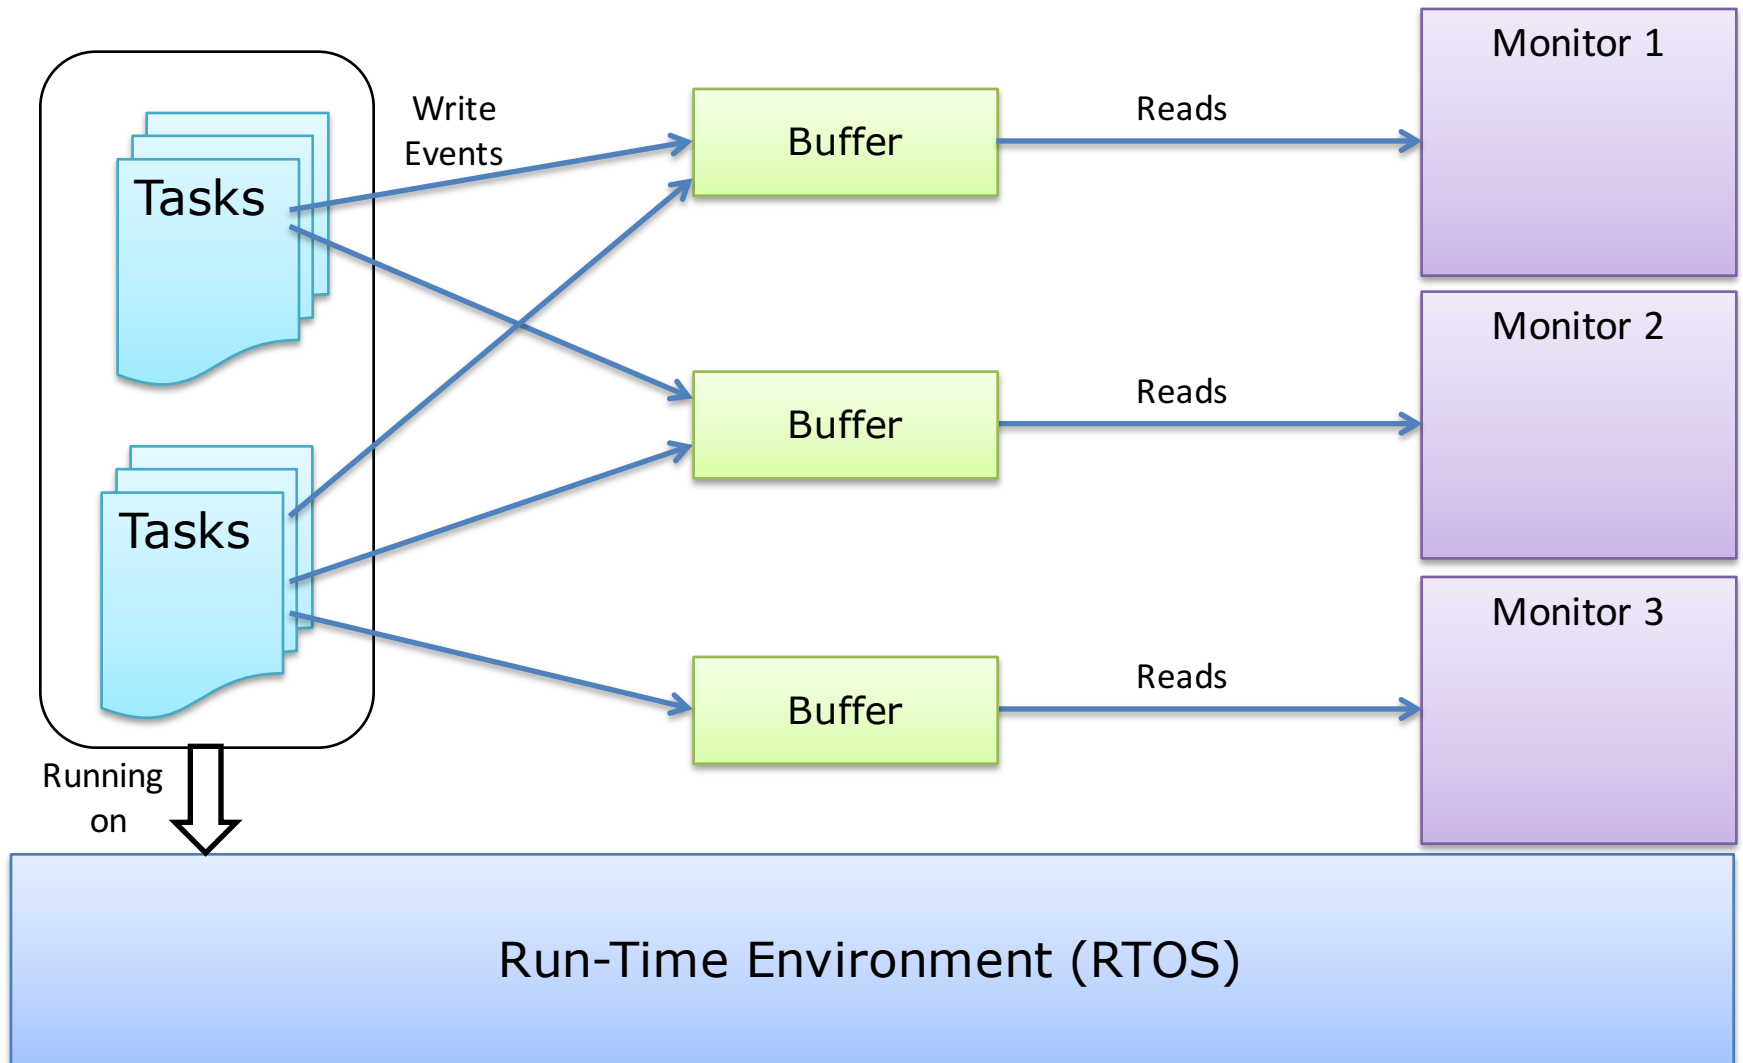 Monitor 1
Write
Events
Reads
Buffer
Tasks
Monitor 2
Reads
Buffer
Tasks
Monitor 3
Reads
Buffer
Running
on
Run-Time Environment (RTOS)